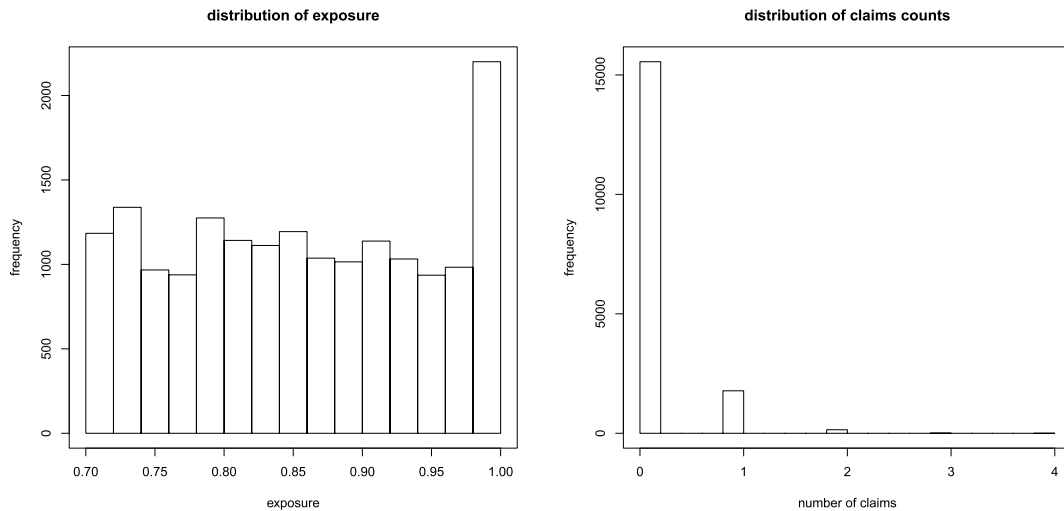 distribution of exposure
frequency
0
500
1000
1500
2000
0.70 0.75 0.80 0.85 0.90 0.95 1.00
exposure
distribution of claims counts
frequency
0
5000
10000
15000
0 1 2 3 4
number of claims